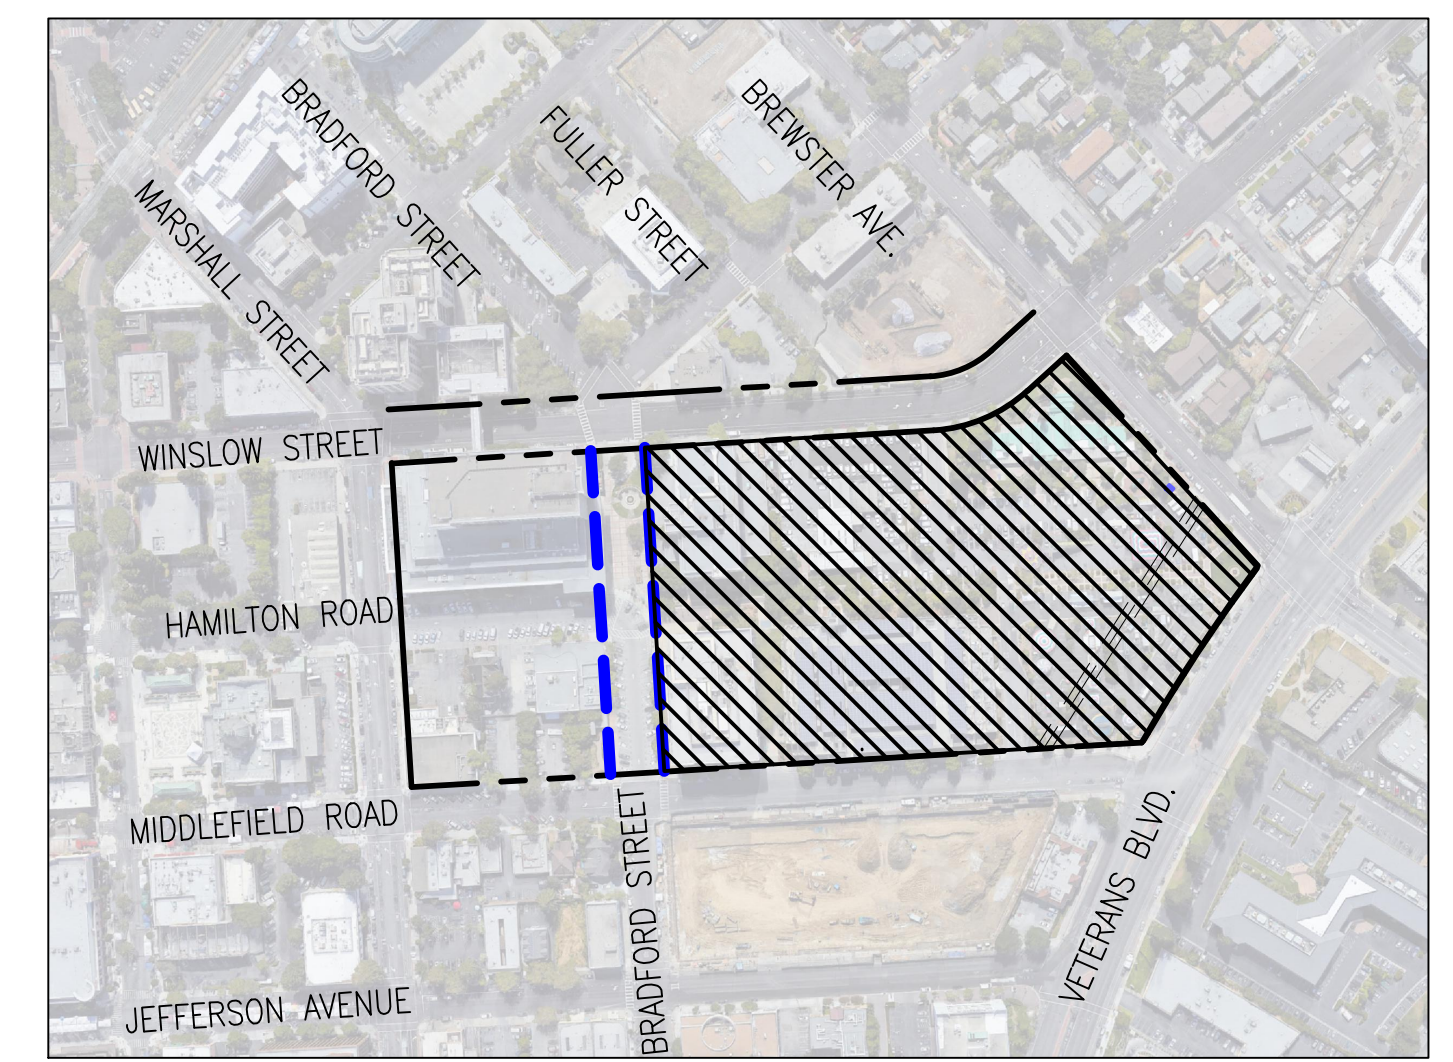 BRADFORD STREET
FULLER STREET
BREWSTER AVE.
MARSHALL STREET
WINSLOW STREET
HAMILTON ROAD
MIDDLEFIELD ROAD
BRADFORD STREET
VETERANS BLVD.
JEFFERSON AVENUE